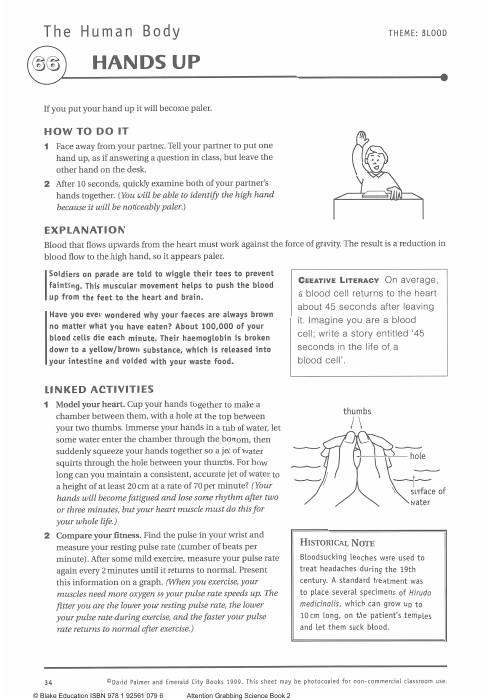 The Human Body
THEME: BLOOD
66
HANDS UP
If you put your hand up it will become paler.
HOW TO DO IT
1 Face away from your partner. Tell your partner to put one
hand up, as if answering a question in class, but leave the
other hand on the desk.
2 After 10 seconds, quickly examine both of your partner's
hands together. (You will be able to identify the high hand
because it will be noticeably paler.)
EXPLANATION
Blood that flows upwards from the heart must work against the force of gravity. The result is a reduction in
blood flow to the high hand, so it appears paler.
Soldiers on parade are told to wiggle their toes to prevent
fainting. This muscular movement helps to push the blood
up from the feet to the heart and brain.
Have you ever wondered why your faeces are always brown
no matter what you have eaten? About 100,000 of your
blood cells die each minute. Their haemoglobin is broken
down to a yellow/brown substance, which is released into
your intestine and voided with your waste food.
CREATIVE LITERACY On average,
a blood cell returns to the heart
about 45 seconds after leaving
it. Imagine you are a blood
cell; write a story entitled '45
seconds in the life of a
blood cell'.
LINKED ACTIVITIES
1 Model your heart. Cup your hands together to make a
chamber between them, with a hole at the top between
your two thumbs. Immerse your hands in a tub of water, let
some water enter the chamber through the bottom, then
suddenly squeeze your hands together so a jet of water
squirts through the hole between your thumbs. For how
long can you maintain a consistent, accurate jet of water to
a height of at least 20 cm at a rate of 70 per minute? (Your
hands will become fatigued and lose some rhythm after two
or three minutes, but your heart muscle must do this for
your whole life.)
2 Compare your fitness. Find the pulse in your wrist and
measure your resting pulse rate (number of beats per
minute). After some mild exercise, measure your pulse rate
again every 2 minutes until it returns to normal. Present
this information on a graph. (When you exercise, your
muscles need more oxygen so your pulse rate speeds up. The
fitter you are the lower your resting pulse rate, the lower
your pulse rate during exercise, and the faster your pulse
rate returns to normal after exercise.)
thumbs
hole
surface of
water
HISTORICAL NOTE
Bloodsucking leeches were used to
treat headaches during the 19th
century. A standard treatment was
to place several specimens of Hirudo
medicinalis, which can grow up to
10 cm long, on the patient's temples
and let them suck blood.
34
©David Palmer and Emerald City Books 1999. This sheet may be photocopied for non-commercial classroom use.
© Blake Education ISBN 978 1 92561 079 6 Attention Grabbing Science Book 2